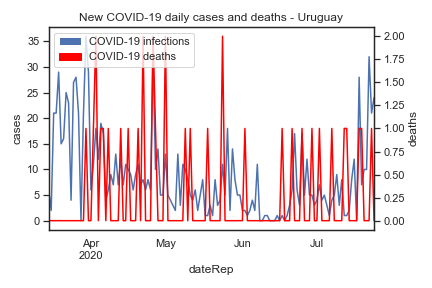 New COVID-19 daily cases and deaths - Uruguay
COVID-19 infections
COVID-19 deaths
35
30
25
20
15
10
5
0
cases
2.00
1.75
1.50
1.25
1.00
0.75
0.50
0.25
0.00
deaths
Apr
2020
May
Jun
Jul
dateRep